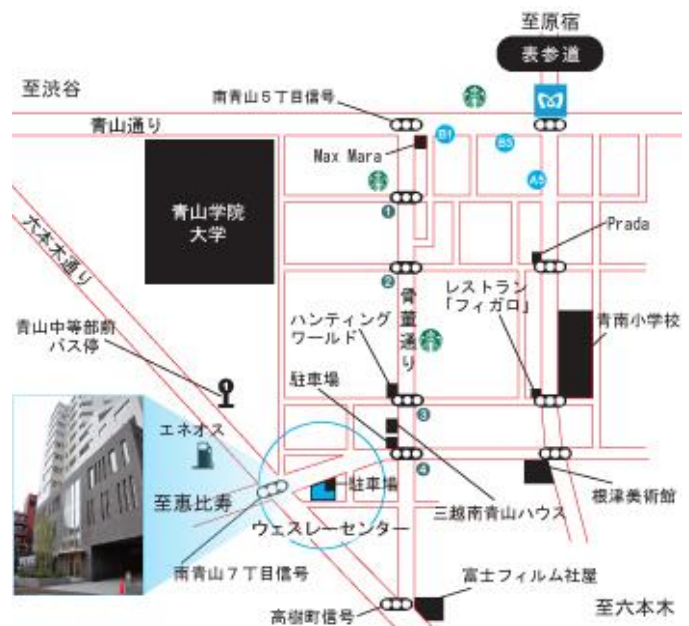 至原宿
表参道
至渋谷
南青山5丁目信号
青山通り
B1
B3
A5
Max Mara
青山学院
大学
1
六本木通り
Prada
2
骨董通り
レストラン
「フィガロ」
青南小学校
ハンティング
ワールド
青山中等部前
バス停
駐車場
3
エネオス
4
駐車場
至恵比寿
ウェスレーセンター
三越南青山ハウス
根津美術館
南青山7丁目信号
富士フィルム社屋
高樹町信号
至六本木